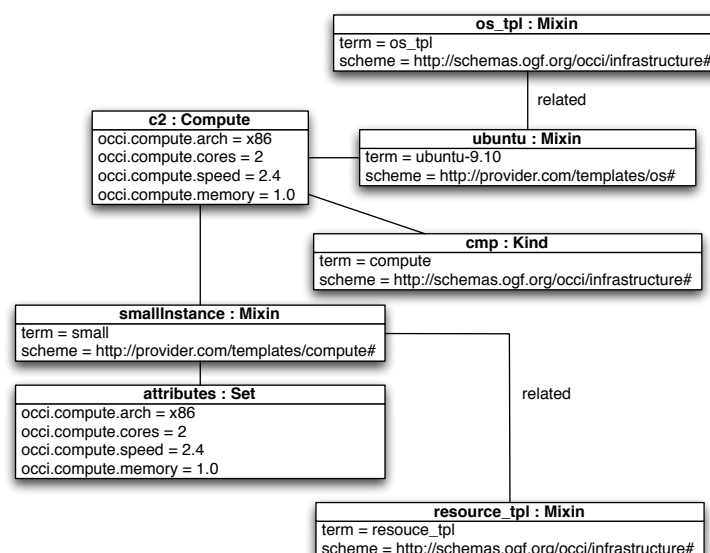 os_tpl : Mixin
term = os_tpl
scheme = http://schemas.ogf.org/occi/infrastructure#
related
c2 : Compute
occi.compute.arch = x86
occi.compute.cores = 2
occi.compute.speed = 2.4
occi.compute.memory = 1.0
ubuntu : Mixin
term = ubuntu-9.10
scheme = http://provider.com/templates/os#
cmp : Kind
term = compute
scheme = http://schemas.ogf.org/occi/infrastructure#
smallInstance : Mixin
term = small
scheme = http://provider.com/templates/compute#
attributes : Set
occi.compute.arch = x86
occi.compute.cores = 2
occi.compute.speed = 2.4
occi.compute.memory = 1.0
related
resource_tpl : Mixin
term = resouce_tpl
scheme = http://schemas.ogf.org/occi/infrastructure#